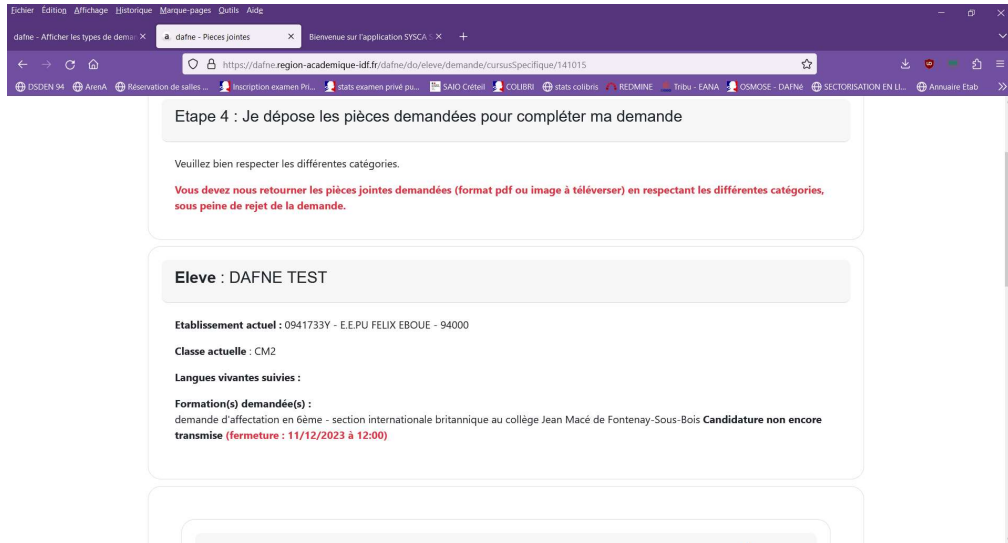 Fichier Édition Affichage Historique Marque-pages Outils Aide
dafne - Afficher les types de deman
dafne - Pieces jointes
Bienvenue sur l'application SYSCA S
https://dafne.region-academique-idf.fr/dafne/do/eleve/demande/cursusSpecifique/141015
DSDEN 94 ArenA Réservation de salles ... Inscription examen Pri... stats examen privé pu... SAIO Créteil COLIBRI stats colibris REDMINE Tribu - EANA OSMOSE - DAFNé SECTORISATION EN LI... Annuaire Etab
Etape 4 : Je dépose les pièces demandées pour compléter ma demande
Veuillez bien respecter les différentes catégories.
Vous devez nous retourner les pièces jointes demandées (format pdf ou image à téléverser) en respectant les différentes catégories,
sous peine de rejet de la demande.
Eleve : DAFNE TEST
Etablissement actuel : 0941733Y - E.E.PU FELIX EBOUE - 94000
Classe actuelle : CM2
Langues vivantes suivies :
Formation(s) demandée(s) :
demande d'affectation en 6ème - section internationale britannique au collège Jean Macé de Fontenay-Sous-Bois Candidature non encore
transmise (fermeture : 11/12/2023 à 12:00)